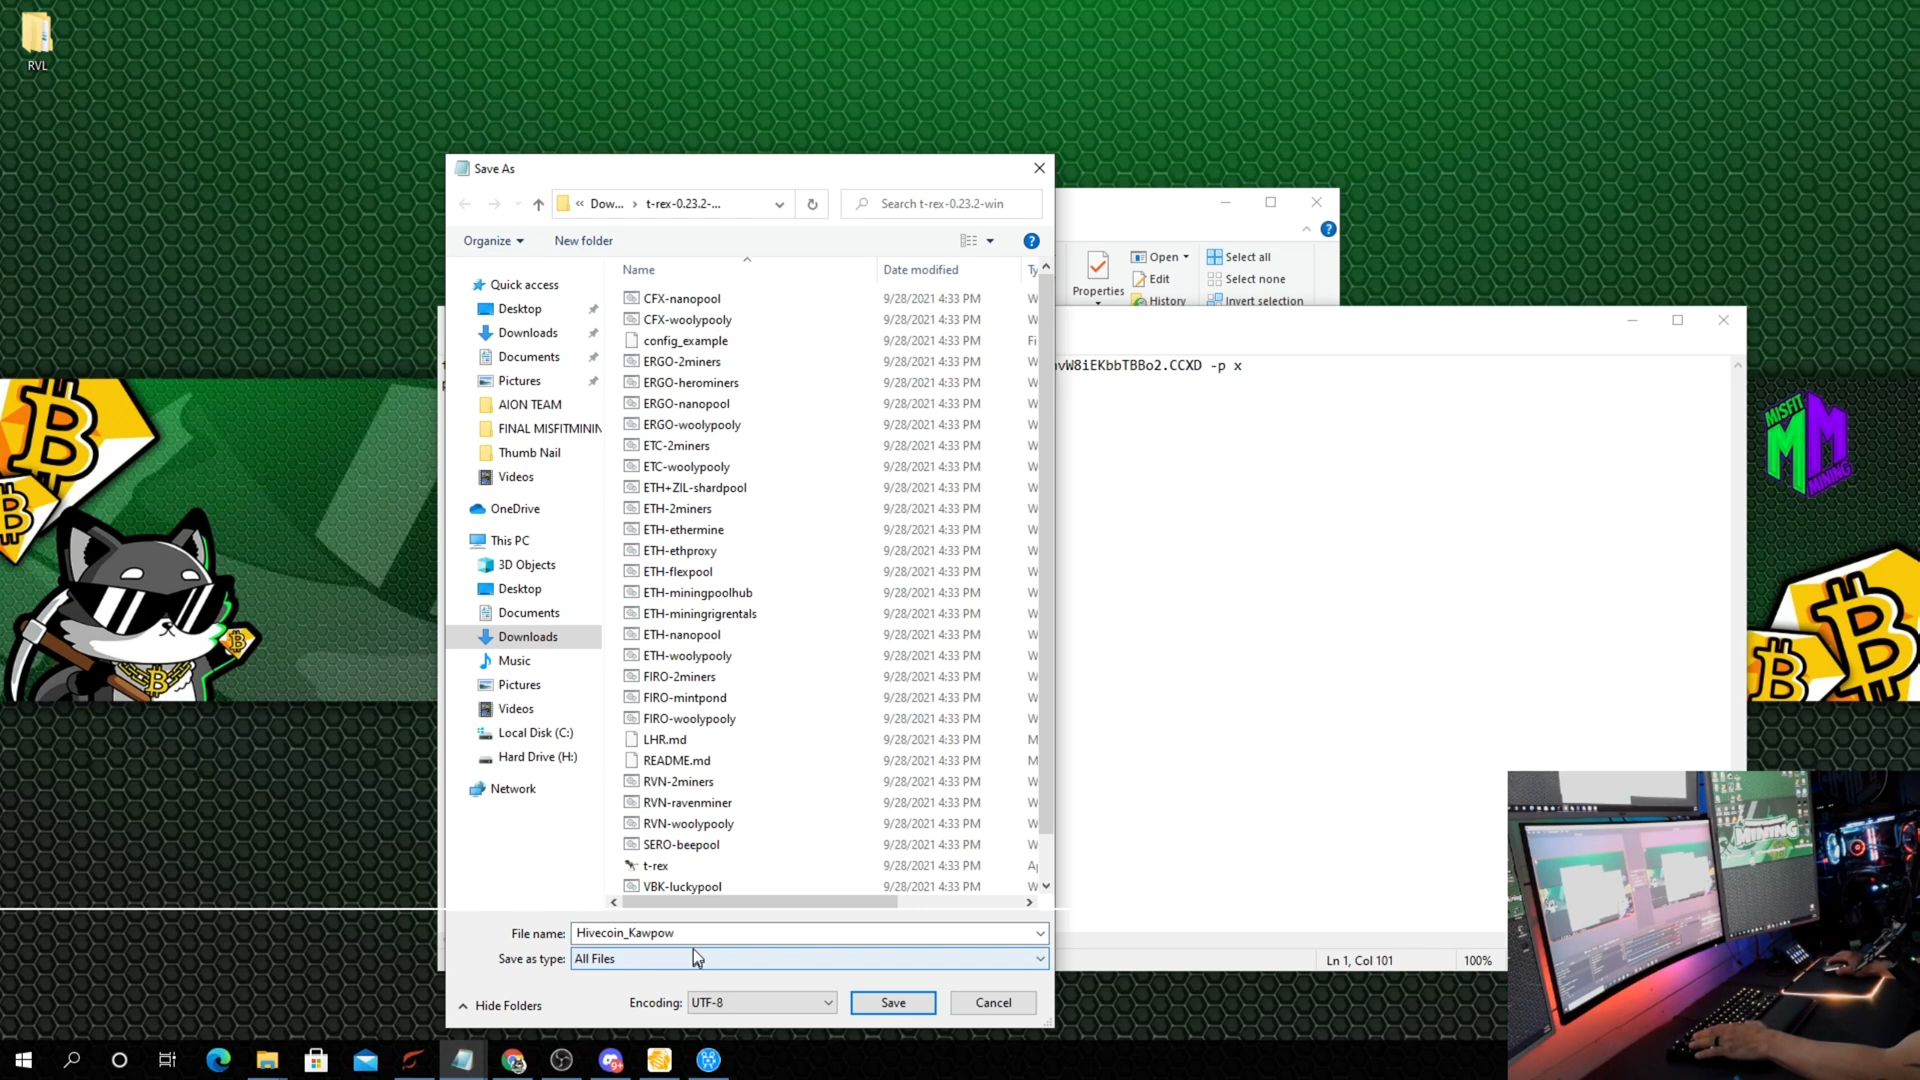 RVL
Save As
« Dow... › t-rex-0.23.2-...
Search t-rex-0.23.2-win
Organize
New folder
Name
Date modified
Ty
Quick access
Desktop
Downloads
Documents
Pictures
AION TEAM
FINAL MISFITMININ
Thumb Nail
Videos
OneDrive
This PC
3D Objects
Desktop
Documents
Downloads
Music
Pictures
Videos
Local Disk (C:)
Hard Drive (H:)
Network
CFX-nanopool 9/28/2021 4:33 PM W
CFX-woolypooly 9/28/2021 4:33 PM W
config_example 9/28/2021 4:33 PM Fi
ERGO-2miners 9/28/2021 4:33 PM W
ERGO-herominers 9/28/2021 4:33 PM W
ERGO-nanopool 9/28/2021 4:33 PM W
ERGO-woolypooly 9/28/2021 4:33 PM W
ETC-2miners 9/28/2021 4:33 PM W
ETC-woolypooly 9/28/2021 4:33 PM W
ETH+ZIL-shardpool 9/28/2021 4:33 PM W
ETH-2miners 9/28/2021 4:33 PM W
ETH-ethermine 9/28/2021 4:33 PM W
ETH-ethproxy 9/28/2021 4:33 PM W
ETH-flexpool 9/28/2021 4:33 PM W
ETH-miningpoolhub 9/28/2021 4:33 PM W
ETH-miningrigrentals 9/28/2021 4:33 PM W
ETH-nanopool 9/28/2021 4:33 PM W
ETH-woolypooly 9/28/2021 4:33 PM W
FIRO-2miners 9/28/2021 4:33 PM W
FIRO-mintpond 9/28/2021 4:33 PM W
FIRO-woolypooly 9/28/2021 4:33 PM W
LHR.md 9/28/2021 4:33 PM M
README.md 9/28/2021 4:33 PM M
RVN-2miners 9/28/2021 4:33 PM W
RVN-ravenminer 9/28/2021 4:33 PM W
RVN-woolypooly 9/28/2021 4:33 PM W
SERO-beepool 9/28/2021 4:33 PM W
t-rex 9/28/2021 4:33 PM A
VBK-luckypool 9/28/2021 4:33 PM W
File name: Hivecoin_Kawpow
Save as type: All Files
Hide Folders
Encoding: UTF-8
Save
Cancel
Properties
Open
Edit
History
Select all
Select none
Invert selection
vW8iEKbbTBBo2.CCXD -p x
Ln 1, Col 101
100%
MISFIT
MM
MINING
MINING
9+